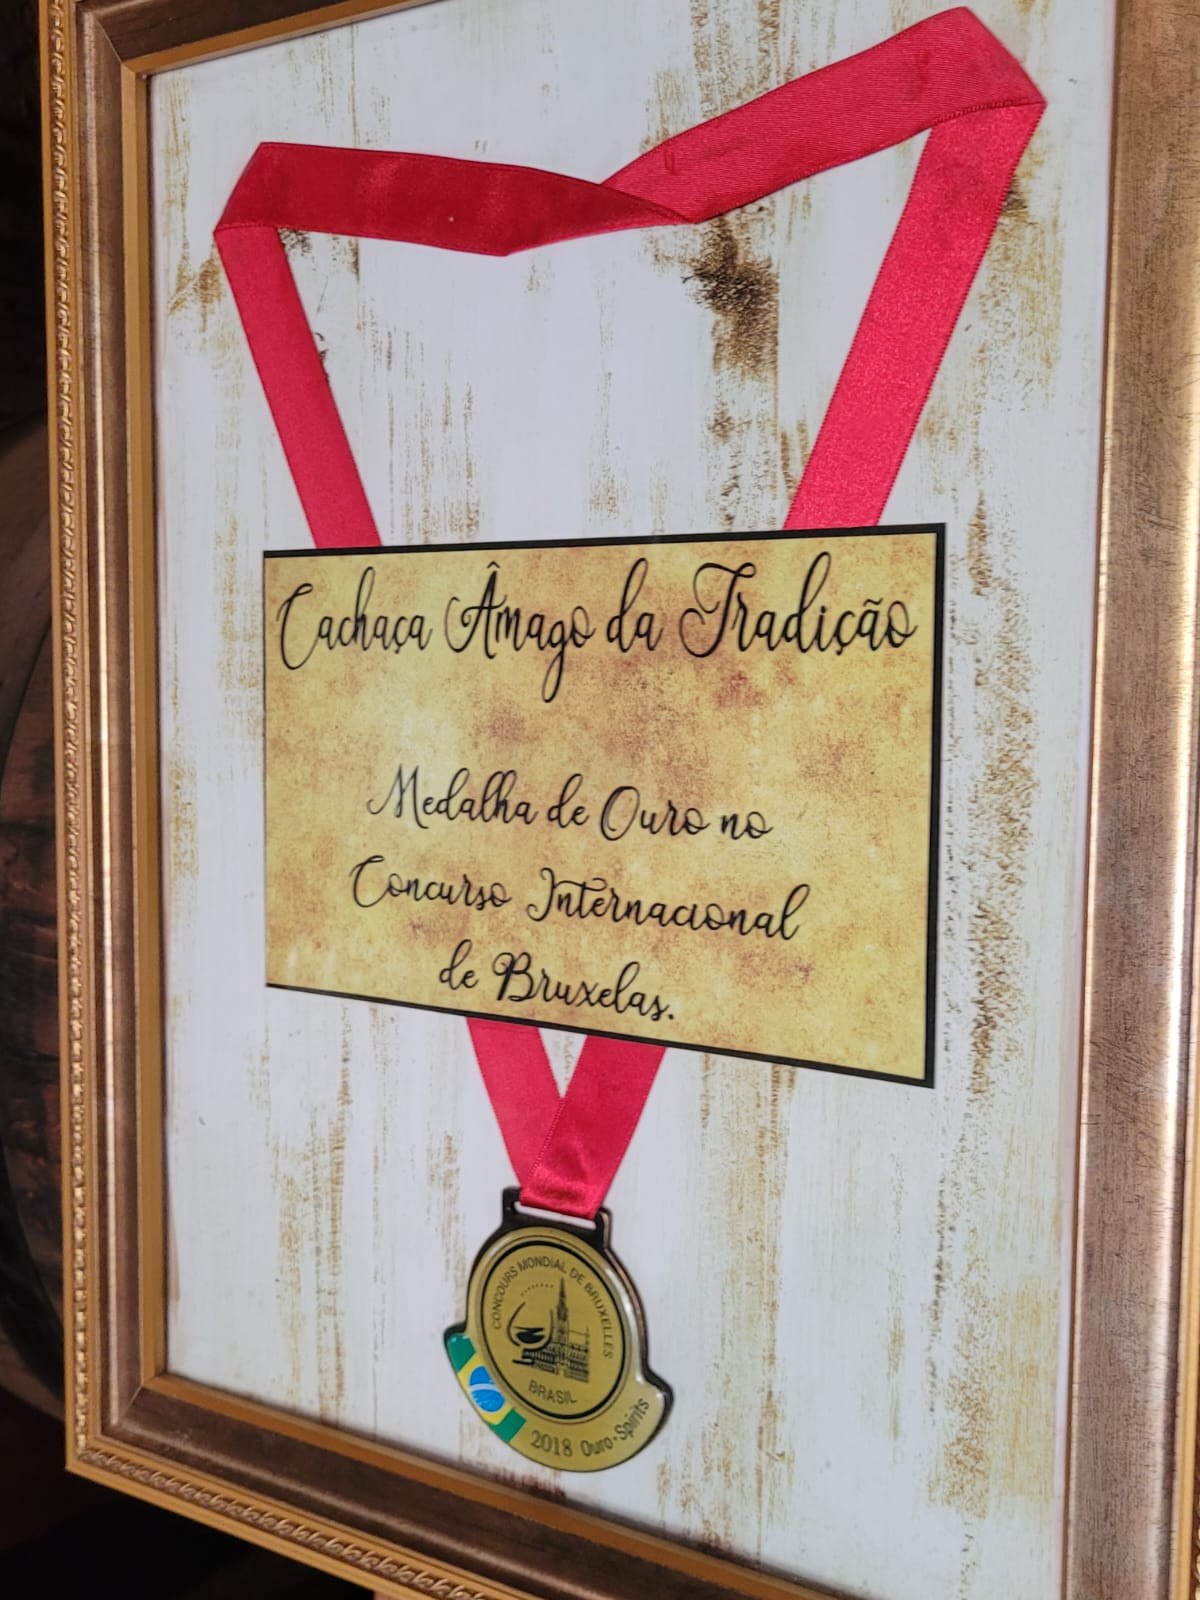 Cachaça Âmago da Tradição
Medalha de Ouro no
Concurso Internacional
de Bruxelas.
CONCOURS MONDIAL DE BRUXELLES
BRASIL
2018 Ouro · Spirits